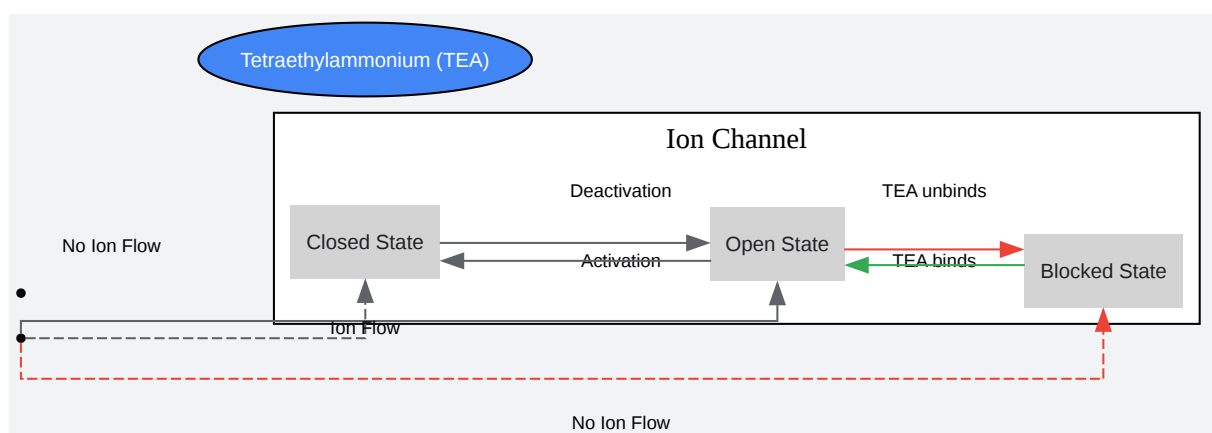 Tetraethylammonium (TEA)
Ion Channel
Deactivation
TEA unbinds
Closed State
Open State
No Ion Flow
Activation
TEA binds
Blocked State
Ion Flow
No Ion Flow